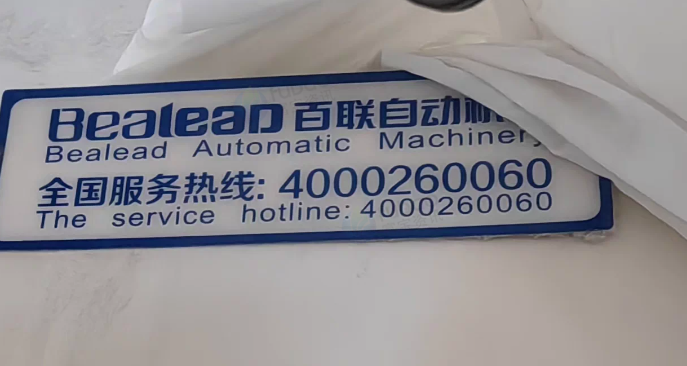 Bealead 百联自动机
Bealead Automatic Machinery
全国服务热线: 4000260060
The service hotline: 4000260060